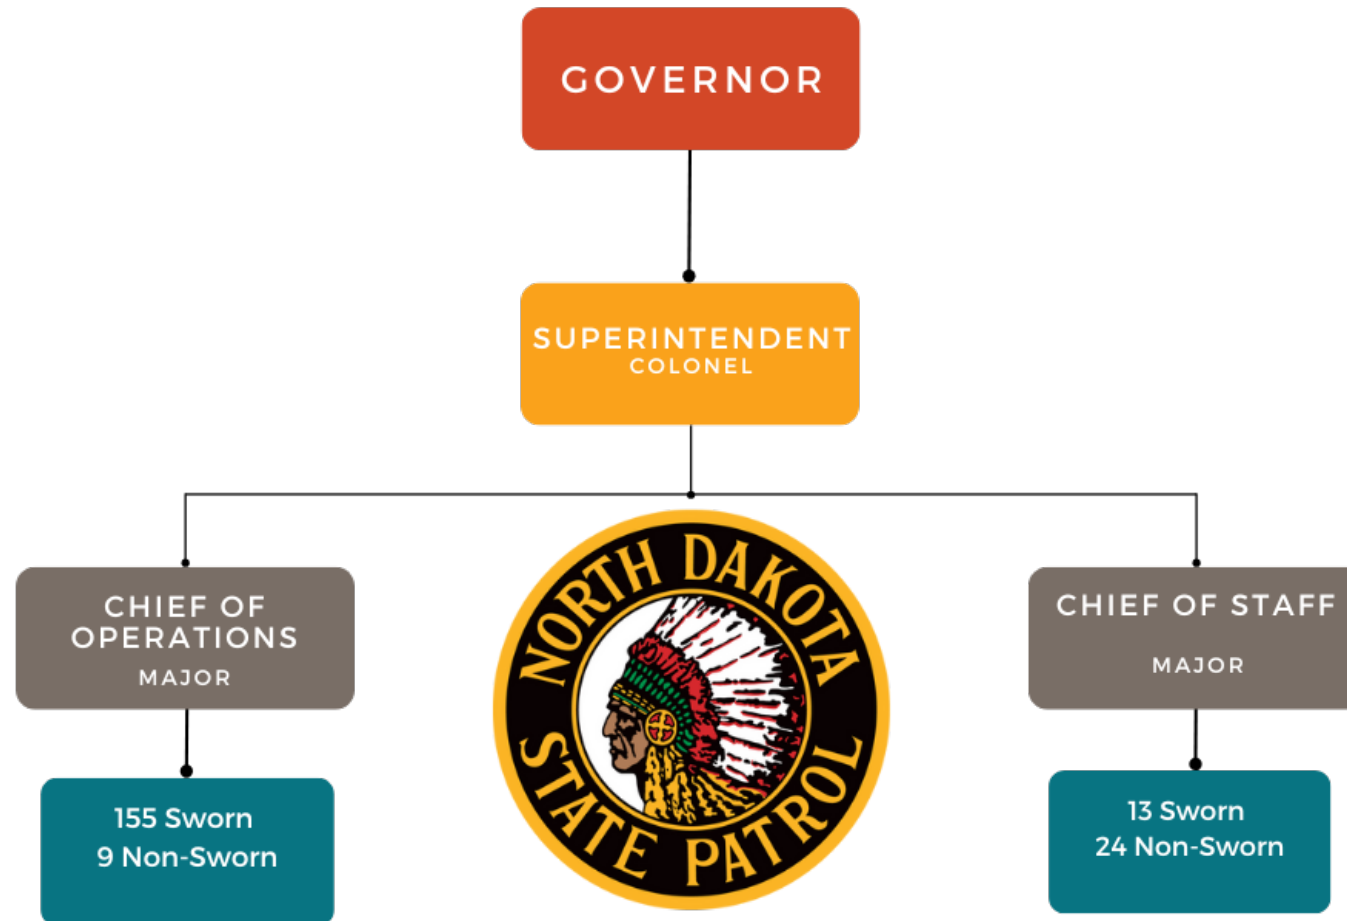 GOVERNOR
SUPERINTENDENT
COLONEL
CHIEF OF
OPERATIONS
MAJOR
CHIEF OF STAFF
MAJOR
NORTH DAKOTA
STATE PATROL
155 Sworn
9 Non-Sworn
13 Sworn
24 Non-Sworn